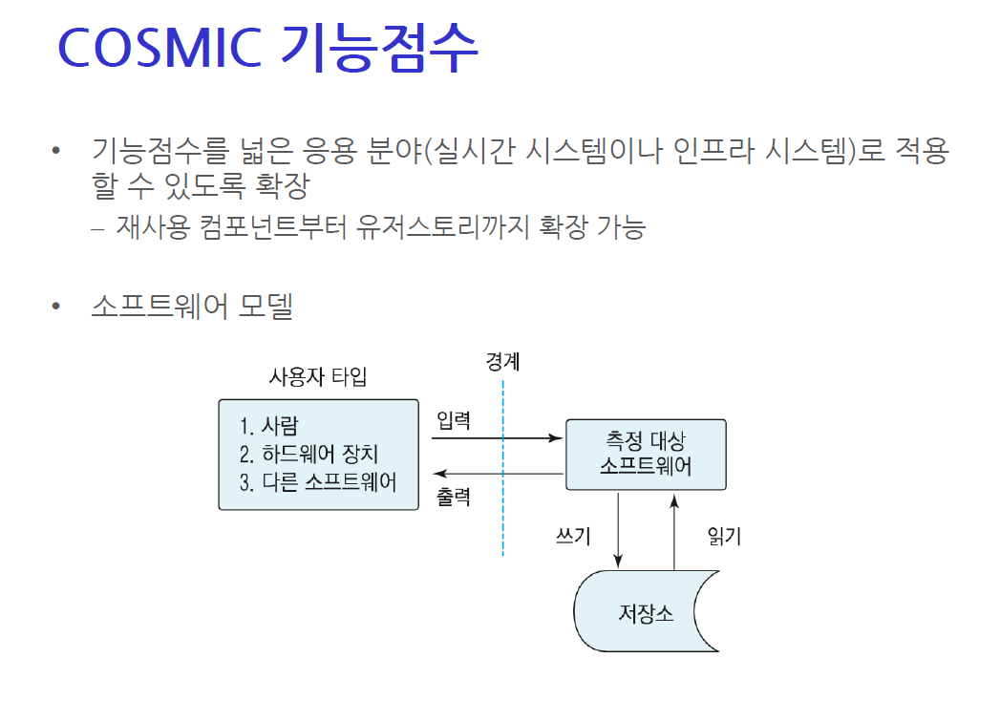 COSMIC 기능점수
• 기능점수를 넓은 응용 분야(실시간 시스템이나 인프라 시스템)로 적용
할 수 있도록 확장
– 재사용 컴포넌트부터 유저스토리까지 확장 가능
• 소프트웨어 모델
경계
사용자 타입
1. 사람
2. 하드웨어 장치
3. 다른 소프트웨어
입력
출력
측정 대상
소프트웨어
쓰기
읽기
저장소